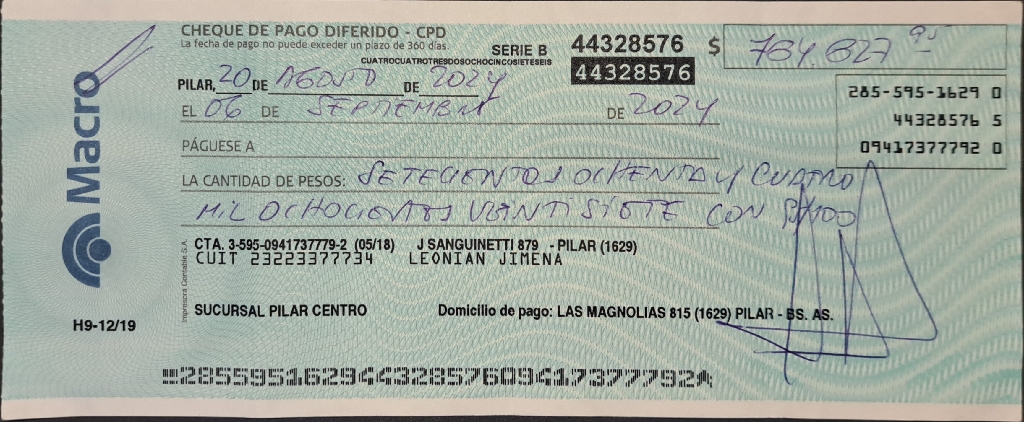 CHEQUE DE PAGO DIFERIDO - CPD
La fecha de pago no puede exceder un plazo de 360 días.
SERIE B 44328576 $ 784.827 95
CUATROCUATROTRESDOSOCHOCINCOSIETESEIS
44328576
PILAR, 20 DE AGOSTO DE 2024
EL 06 DE SEPTIEMBRE DE 2024
285-595-1629 0
44328576 5
09417377792 0
PÁGUESE A
LA CANTIDAD DE PESOS: SETECIENTOS OCHENTA Y CUATRO
MIL OCHOCIENTOS VEINTISIETE CON
Macro
CTA. 3-595-0941737779-2 (05/18) J SANGUINETTI 879 - PILAR (1629)
CUIT 23223377734 LEONIAN JIMENA
Impresora Contable S.A.
SUCURSAL PILAR CENTRO Domicilio de pago: LAS MAGNOLIAS 815 (1629) PILAR - BS. AS.
H9-12/19
28559516294432857609417377792